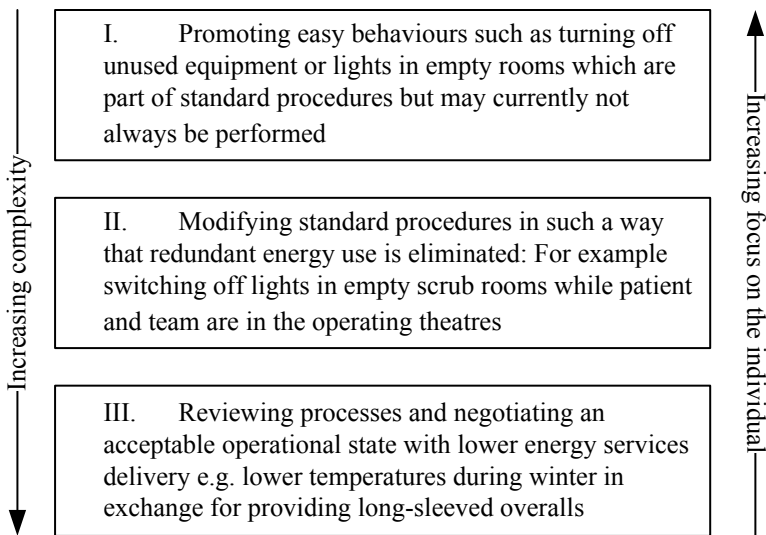 I. Promoting easy behaviours such as turning off
unused equipment or lights in empty rooms which are
part of standard procedures but may currently not
always be performed
II. Modifying standard procedures in such a way
that redundant energy use is eliminated: For example
switching off lights in empty scrub rooms while patient
and team are in the operating theatres
III. Reviewing processes and negotiating an
acceptable operational state with lower energy services
delivery e.g. lower temperatures during winter in
exchange for providing long-sleeved overalls
Increasing complexity
Increasing focus on the individual